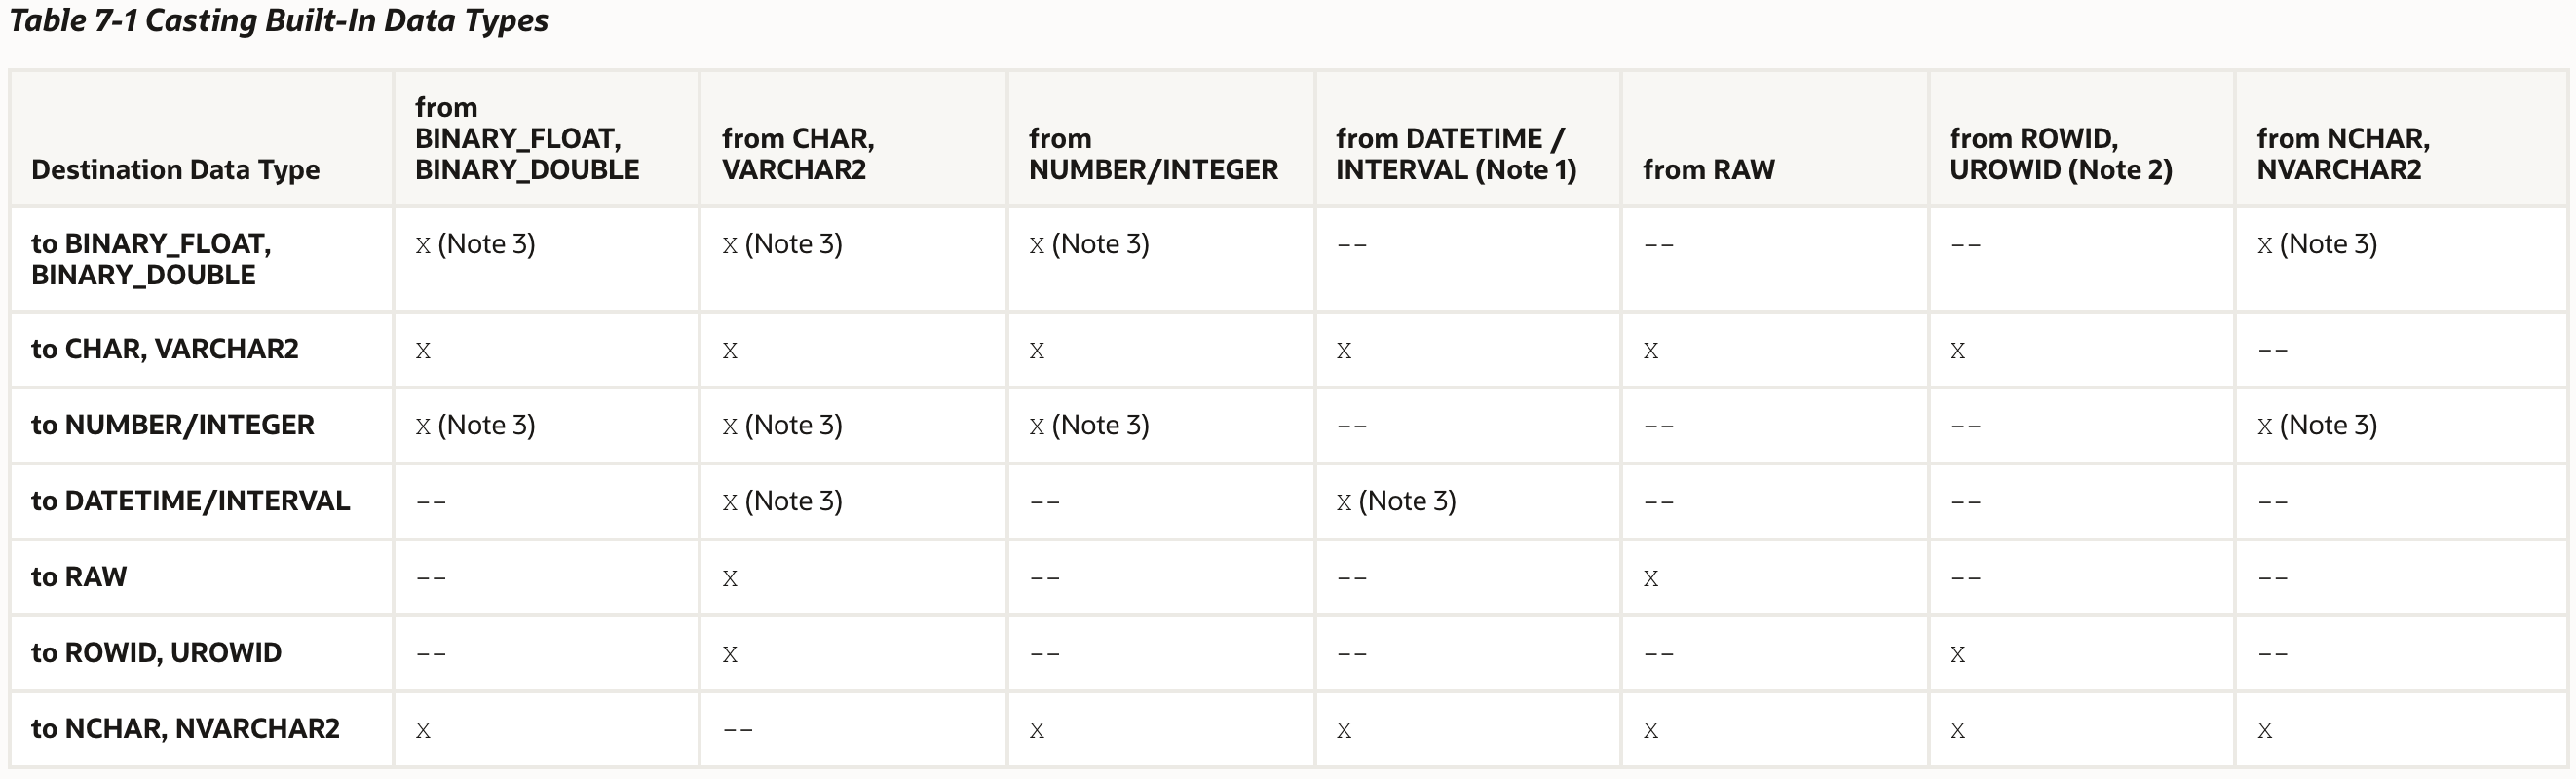 Table 7-1 Casting Built-In Data Types
Destination Data Type
from
BINARY_FLOAT,
BINARY_DOUBLE
from CHAR,
VARCHAR2
from
NUMBER/INTEGER
from DATETIME /
INTERVAL (Note 1)
from RAW
from ROWID,
UROWID (Note 2)
from NCHAR,
NVARCHAR2
to BINARY_FLOAT,
BINARY_DOUBLE
X (Note 3)
X (Note 3)
X (Note 3)
--
--
--
X (Note 3)
to CHAR, VARCHAR2
X
X
X
X
X
X
--
to NUMBER/INTEGER
X (Note 3)
X (Note 3)
X (Note 3)
--
--
--
X (Note 3)
to DATETIME/INTERVAL
--
X (Note 3)
--
X (Note 3)
--
--
--
to RAW
--
X
--
--
X
--
--
to ROWID, UROWID
--
X
--
--
--
X
--
to NCHAR, NVARCHAR2
X
--
X
X
X
X
X